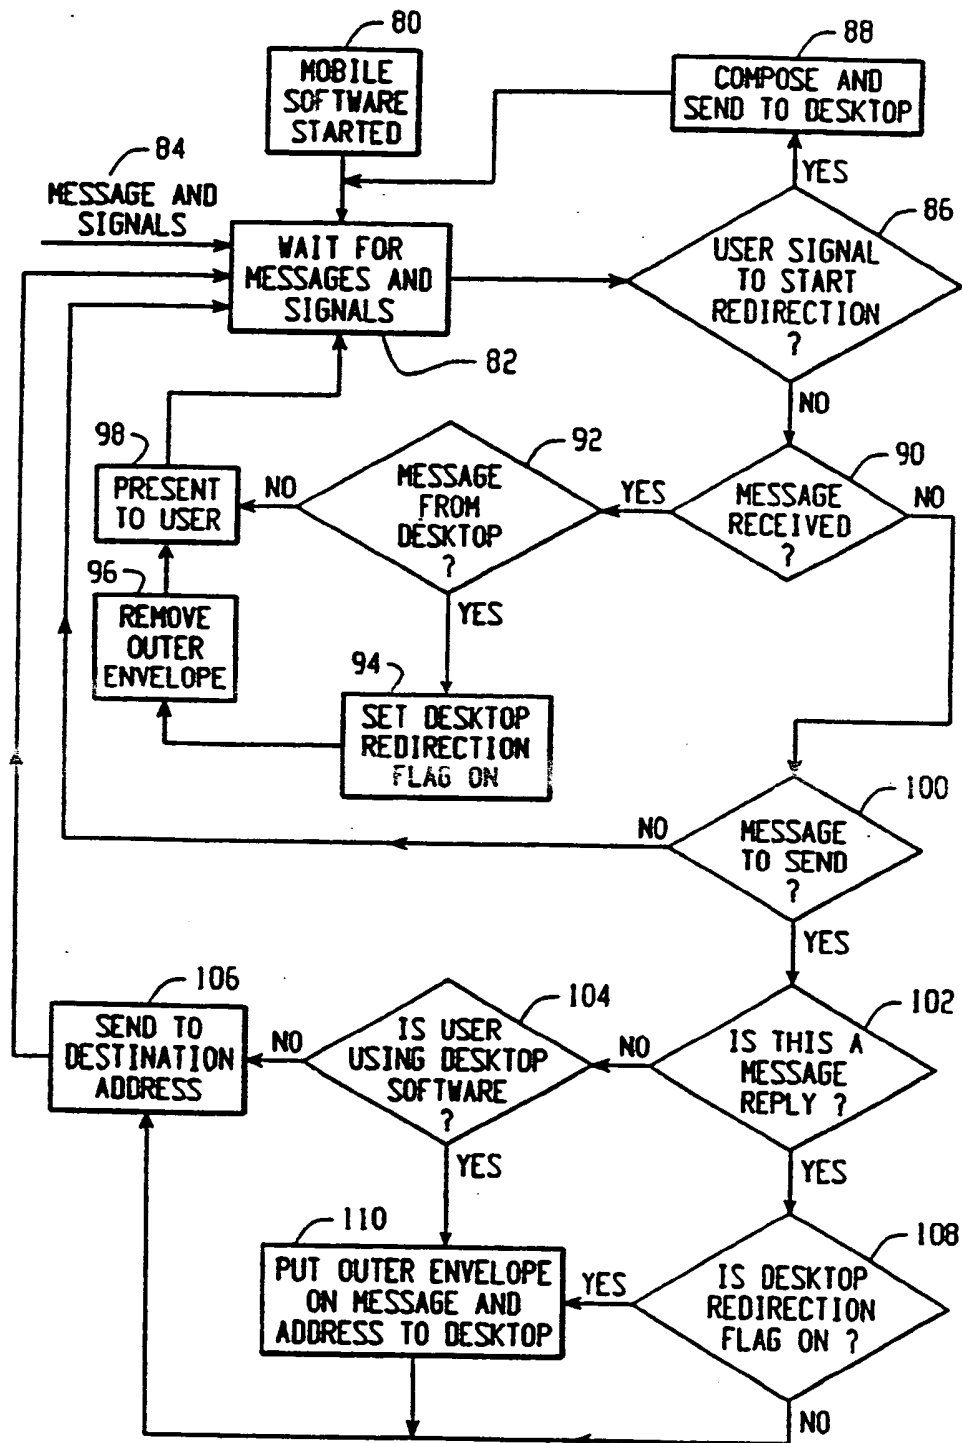 80
MOBILE
SOFTWARE
STARTED
88
COMPOSE AND
SEND TO DESKTOP
84
MESSAGE AND
SIGNALS
YES
86
WAIT FOR
MESSAGES AND
SIGNALS
82
USER SIGNAL
TO START
REDIRECTION
?
NO
98
PRESENT
TO USER
NO
92
MESSAGE
FROM
DESKTOP
?
YES
90
MESSAGE
RECEIVED
?
NO
96
REMOVE
OUTER
ENVELOPE
YES
94
SET DESKTOP
REDIRECTION
FLAG ON
100
MESSAGE
TO SEND
?
NO
YES
106
SEND TO
DESTINATION
ADDRESS
NO
104
IS USER
USING DESKTOP
SOFTWARE
?
NO
102
IS THIS A
MESSAGE
REPLY ?
YES
YES
110
PUT OUTER ENVELOPE
ON MESSAGE AND
ADDRESS TO DESKTOP
YES
108
IS DESKTOP
REDIRECTION
FLAG ON ?
NO